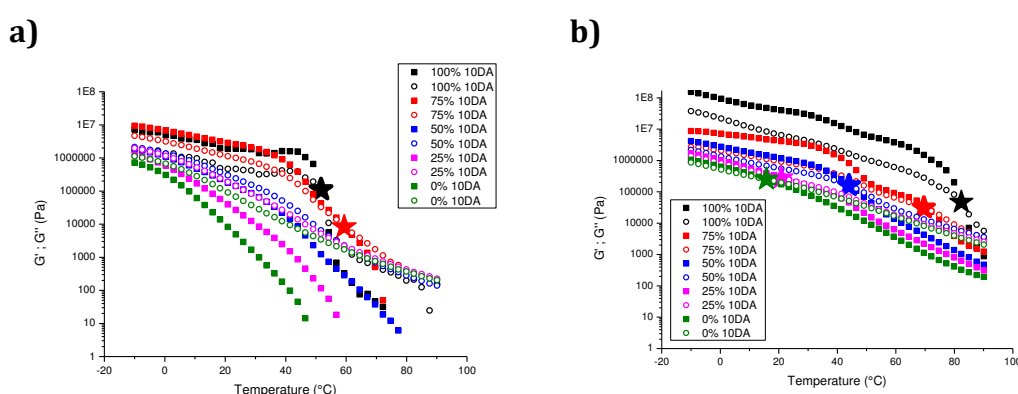 a)
b)
1E8
1E7
1000000
100000
10000
1000
100
10
1
G' ; G'' (Pa)
-20
0
20
40
60
80
100
Temperature (°C)
100% 10DA
100% 10DA
75% 10DA
75% 10DA
50% 10DA
50% 10DA
25% 10DA
25% 10DA
0% 10DA
0% 10DA
1E8
1E7
1000000
100000
10000
1000
100
10
1
G' ; G'' (Pa)
-20
0
20
40
60
80
100
Temperature (°C)
100% 10DA
100% 10DA
75% 10DA
75% 10DA
50% 10DA
50% 10DA
25% 10DA
25% 10DA
0% 10DA
0% 10DA